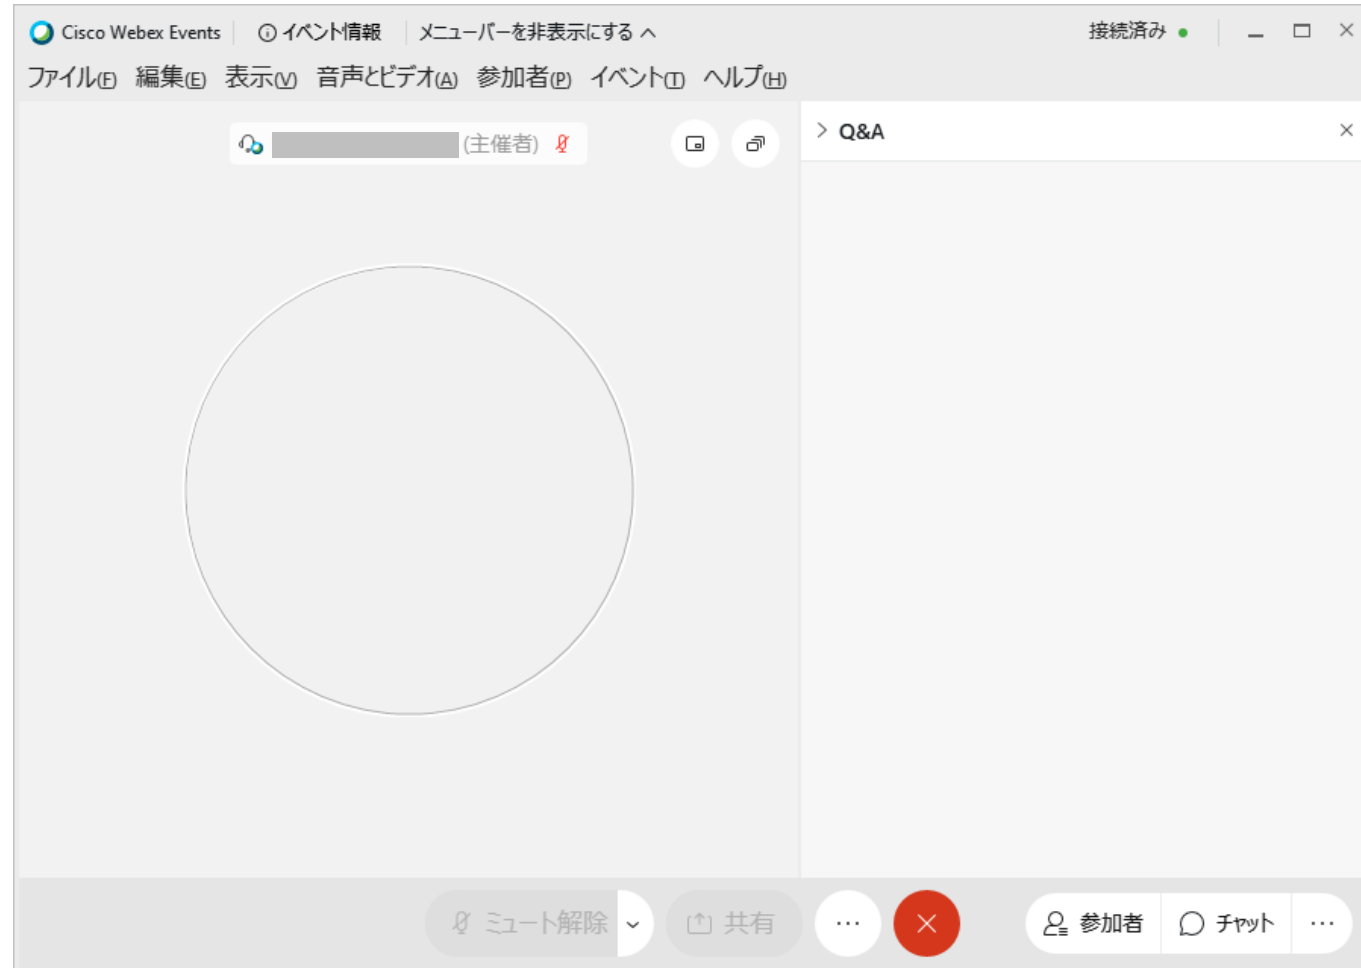 Cisco Webex Events イベント情報 メニューバーを非表示にする 接続済み
ファイル(F) 編集(E) 表示(V) 音声とビデオ(A) 参加者(P) イベント(T) ヘルプ(H)
(主催者)
Q&A
ミュート解除 共有 ... 参加者 チャット ...